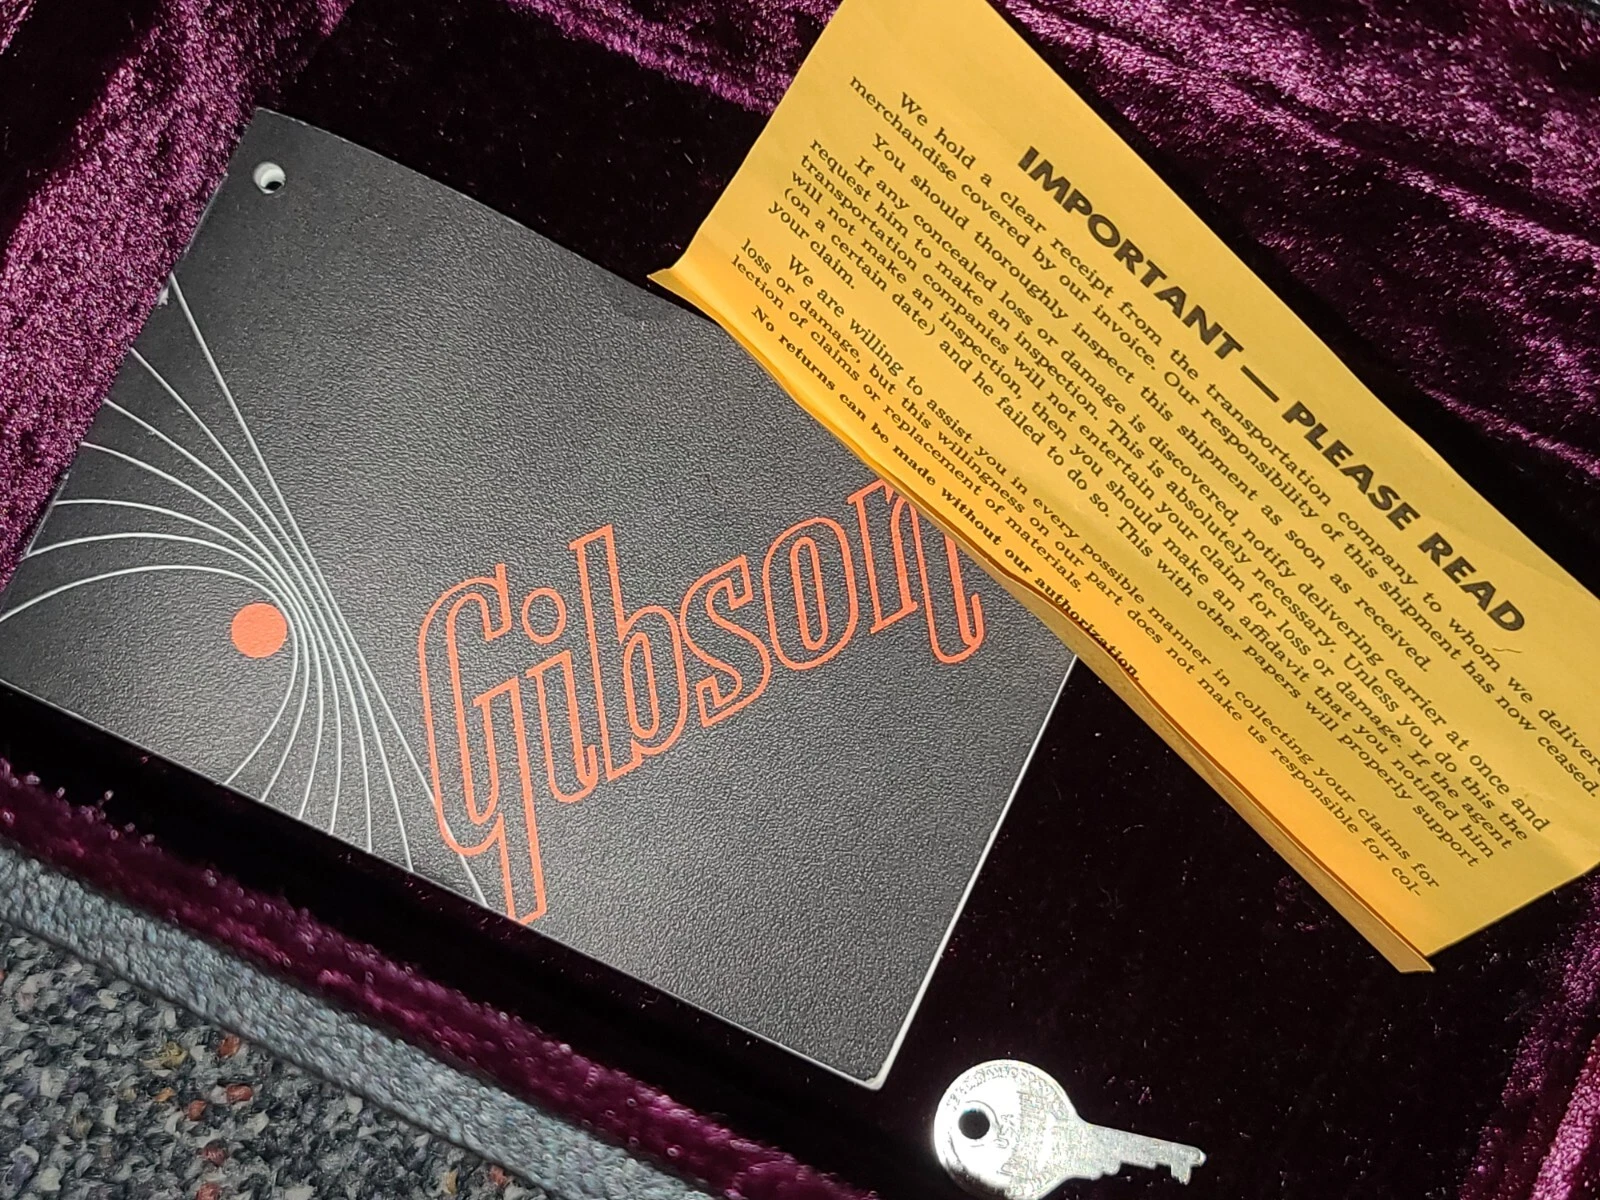 Gibson
IMPORTANT — PLEASE READ
We hold a clear receipt from the transportation company to whom we delivered
merchandise covered by our invoice. Our responsibility of this shipment has now ceased.
You should thoroughly inspect this shipment as soon as received.
If any concealed loss or damage is discovered, notify delivering carrier at once and
request him to make an inspection. This is absolutely necessary. Unless you do this the
transportation companies will not entertain your claim for loss or damage. If the agent
will not make an inspection, then you should make an affidavit that you notified him
(on a certain date) and he failed to do so. This with other papers will properly support
your claim.
We are willing to assist you in every possible manner in collecting your claims for
loss or damage, but this willingness on our part does not make us responsible for col-
lection of claims or replacement of materials.
No returns can be made without our authorization.